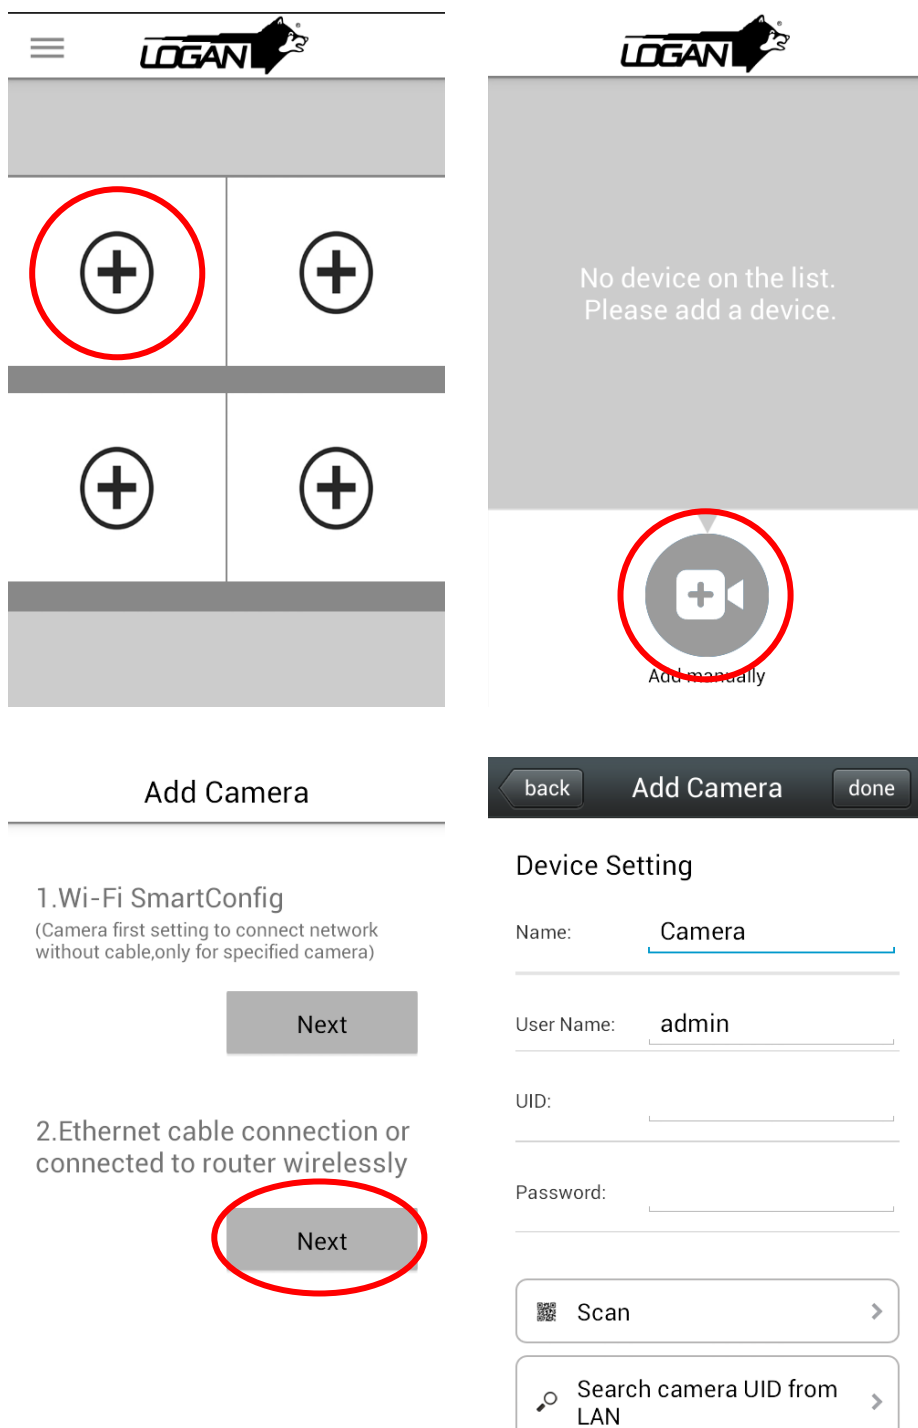 LOGAN
LOGAN
No device on the list.
Please add a device.
Add manually
Add Camera
1.Wi-Fi SmartConfig
(Camera first setting to connect network
without cable,only for specified camera)
Next
2.Ethernet cable connection or
connected to router wirelessly
Next
back
Add Camera
done
Device Setting
Name:
Camera
User Name:
admin
UID:
Password:
Scan
Search camera UID from
LAN